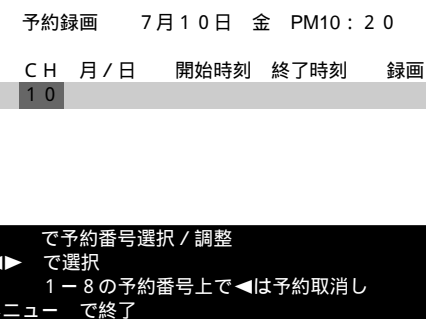 予約録画　７月１０日　金　PM10：２０
ＣＨ　月／日　開始時刻　終了時刻　録画
１０
で予約番号選択／調整
◀▶　で選択
１－８の予約番号上で◀は予約取消し
ニュー　で終了